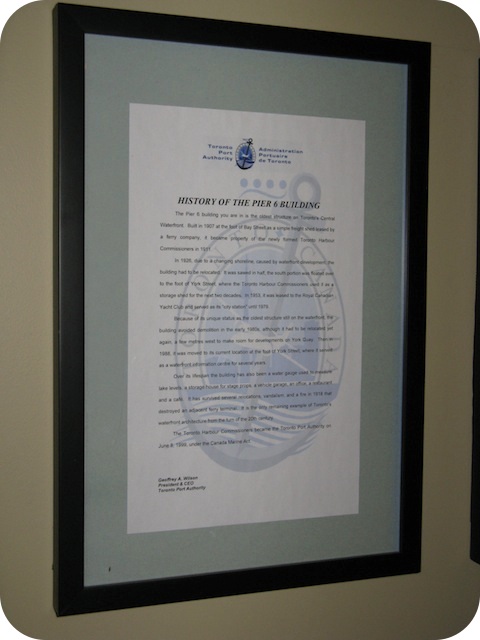 Toronto Port Authority
Administration Portuaire de Toronto
HISTORY OF THE PIER 6 BUILDING
The Pier 6 building you are in is the oldest structure on Toronto's Central
Waterfront. Built in 1907 at the foot of Bay Street as a simple freight shed leased by
a ferry company, it became property of the newly formed Toronto Harbour
Commissioners in 1911.
In 1926, due to a changing shoreline, caused by waterfront development, the
building had to be relocated. It was sawed in half, the south portion was floated over
to the foot of York Street, where the Toronto Harbour Commissioners used it as a
storage shed for the next two decades. In 1953, it was leased to the Royal Canadian
Yacht Club and served as its "city station" until 1979.
Because of its unique status as the oldest structure still on the waterfront, the
building avoided demolition in the early 1980s, although it had to be relocated yet
again, a few metres west to make room for developments on York Quay. Then in
1988, it was moved to its current location at the foot of York Street, where it served
as a waterfront information centre for several years.
Over its lifespan the building has also been a water gauge used to measure
lake levels, a storage house for stage props, a service garage, an office, a restaurant
and a café. It has survived several renovations, vandalism, and a fire in 1978 that
destroyed an adjacent ferry terminal. It is the only remaining example of Toronto's
waterfront architecture from the turn of the 20th century.
The Toronto Harbour Commissioners became the Toronto Port Authority on
June 8, 1999, under the Canada Marine Act.
Geoffrey A. Wilson
President & CEO
Toronto Port Authority